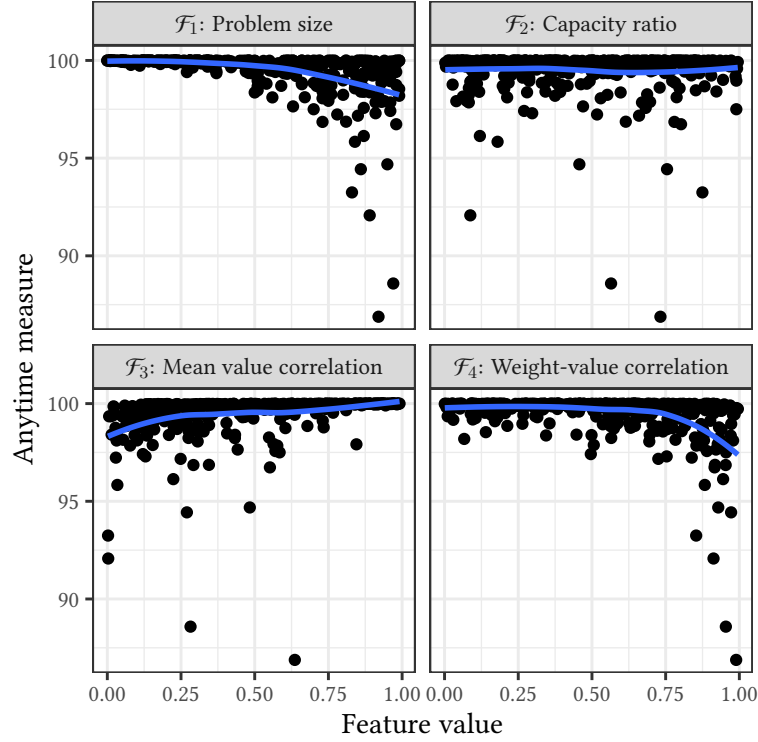 ℱ₁: Problem size
ℱ₂: Capacity ratio
100
95
90
ℱ₃: Mean value correlation
ℱ₄: Weight-value correlation
100
95
90
0.00 0.25 0.50 0.75 1.00
0.00 0.25 0.50 0.75 1.00
Anytime measure
Feature value